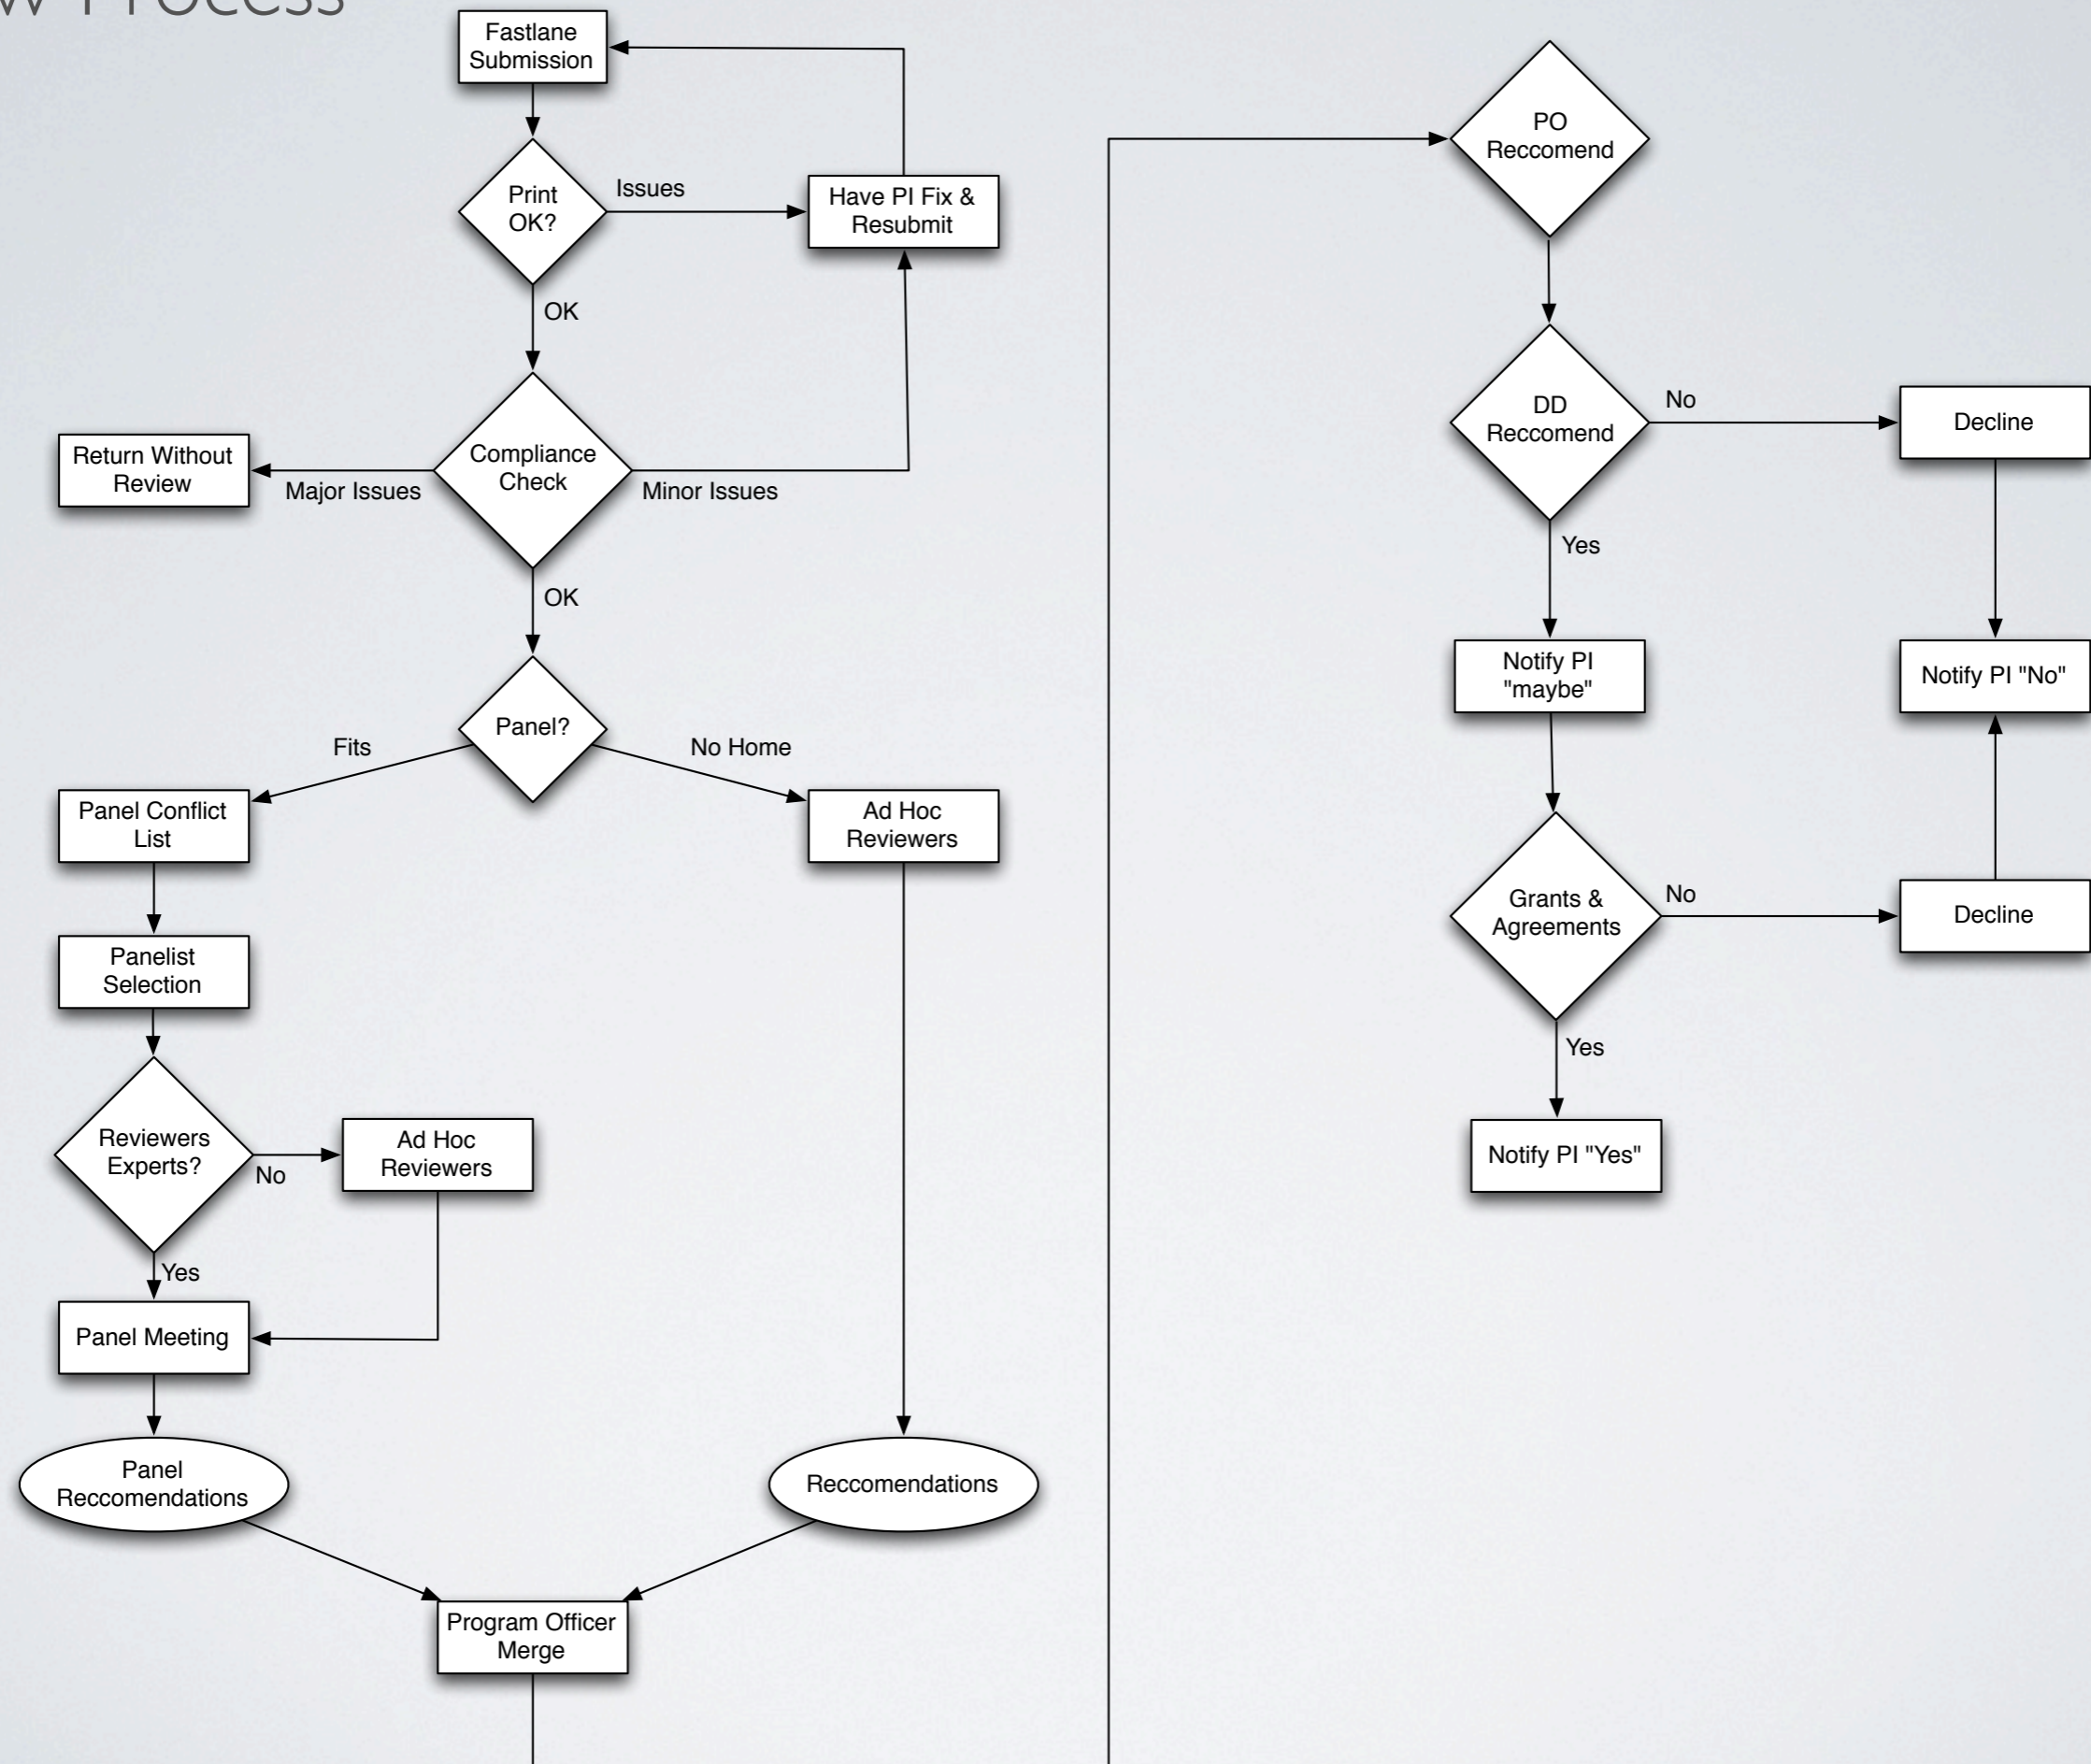 Process
Fastlane
Submission
Print
OK?
Issues
Have PI Fix &
Resubmit
OK
Compliance
Check
Return Without
Review
Major Issues
Minor Issues
OK
Panel?
Fits
No Home
Panel Conflict
List
Ad Hoc
Reviewers
Panelist
Selection
Reviewers
Experts?
No
Ad Hoc
Reviewers
Yes
Panel Meeting
Panel
Reccomendations
Reccomendations
Program Officer
Merge
PO
Reccomend
DD
Reccomend
No
Decline
Yes
Notify PI
"maybe"
Notify PI "No"
Grants &
Agreements
No
Decline
Yes
Notify PI "Yes"